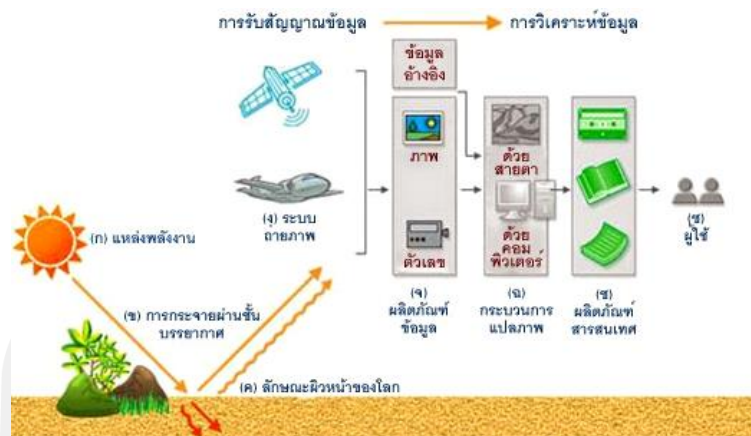 การรับสัญญาณข้อมูล
การวิเคราะห์ข้อมูล
ข้อมูล
อ้างอิง
ภาพ
ตัวเลข
ด้วย
สายตา
ด้วย
คอม
พิวเตอร์
(ก) แหล่งพลังงาน
(ง) ระบบ
ถ่ายภาพ
(ข) การกระจายผ่านชั้น
บรรยากาศ
(ค) ลักษณะผิวหน้าของโลก
(จ)
ผลิตภัณฑ์
ข้อมูล
(ฉ)
กระบวนการ
แปลภาพ
(ช)
ผลิตภัณฑ์
สารสนเทศ
(ซ)
ผู้ใช้